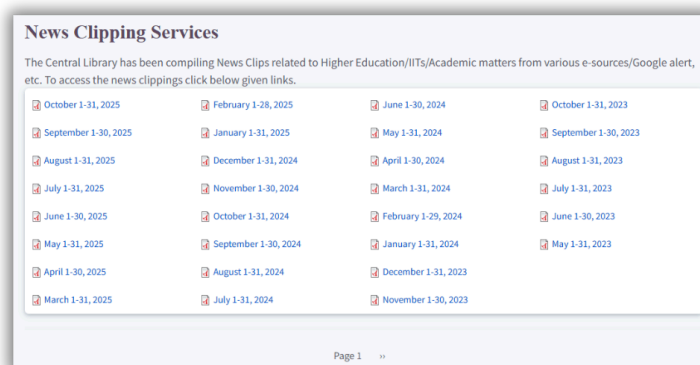 News Clipping Services
The Central Library has been compiling News Clips related to Higher Education/IITs/Academic matters from various e-sources/Google alert,
etc. To access the news clippings click below given links.
October 1-31, 2025
February 1-28, 2025
June 1-30, 2024
October 1-31, 2023
September 1-30, 2025
January 1-31, 2025
May 1-31, 2024
September 1-30, 2023
August 1-31, 2025
December 1-31, 2024
April 1-30, 2024
August 1-31, 2023
July 1-31, 2025
November 1-30, 2024
March 1-31, 2024
July 1-31, 2023
June 1-30, 2025
October 1-31, 2024
February 1-29, 2024
June 1-30, 2023
May 1-31, 2025
September 1-30, 2024
January 1-31, 2024
May 1-31, 2023
April 1-30, 2025
August 1-31, 2024
December 1-31, 2023
March 1-31, 2025
July 1-31, 2024
November 1-30, 2023
Page 1 ››